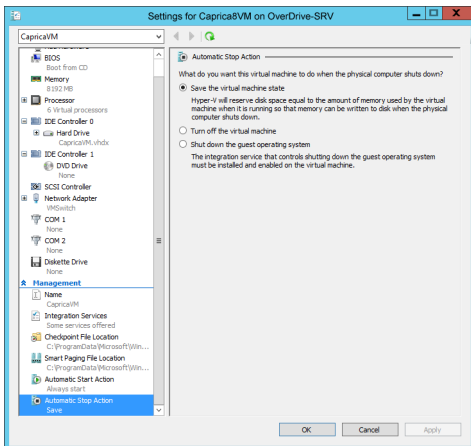 Settings for Caprica8VM on OverDrive-SRV
CapricaVM
BIOS
Boot from CD
Memory
8192 MB
Processor
6 Virtual processors
IDE Controller 0
Hard Drive
CapricaVM.vhdx
IDE Controller 1
DVD Drive
None
SCSI Controller
Network Adapter
VMSwitch
COM 1
None
COM 2
None
Diskette Drive
None
Management
Name
CapricaVM
Integration Services
Some services offered
Checkpoint File Location
C:\ProgramData\Microsoft\Win...
Smart Paging File Location
C:\ProgramData\Microsoft\Win...
Automatic Start Action
Always start
Automatic Stop Action
Save
Automatic Stop Action
What do you want this virtual machine to do when the physical computer shuts down?
Save the virtual machine state
Hyper-V will reserve disk space equal to the amount of memory used by the virtual
machine when it is running so that memory can be written to disk when the physical
computer shuts down.
Turn off the virtual machine
Shut down the guest operating system
The integration service that controls shutting down the guest operating system
must be installed and enabled on the virtual machine.
OK
Cancel
Apply